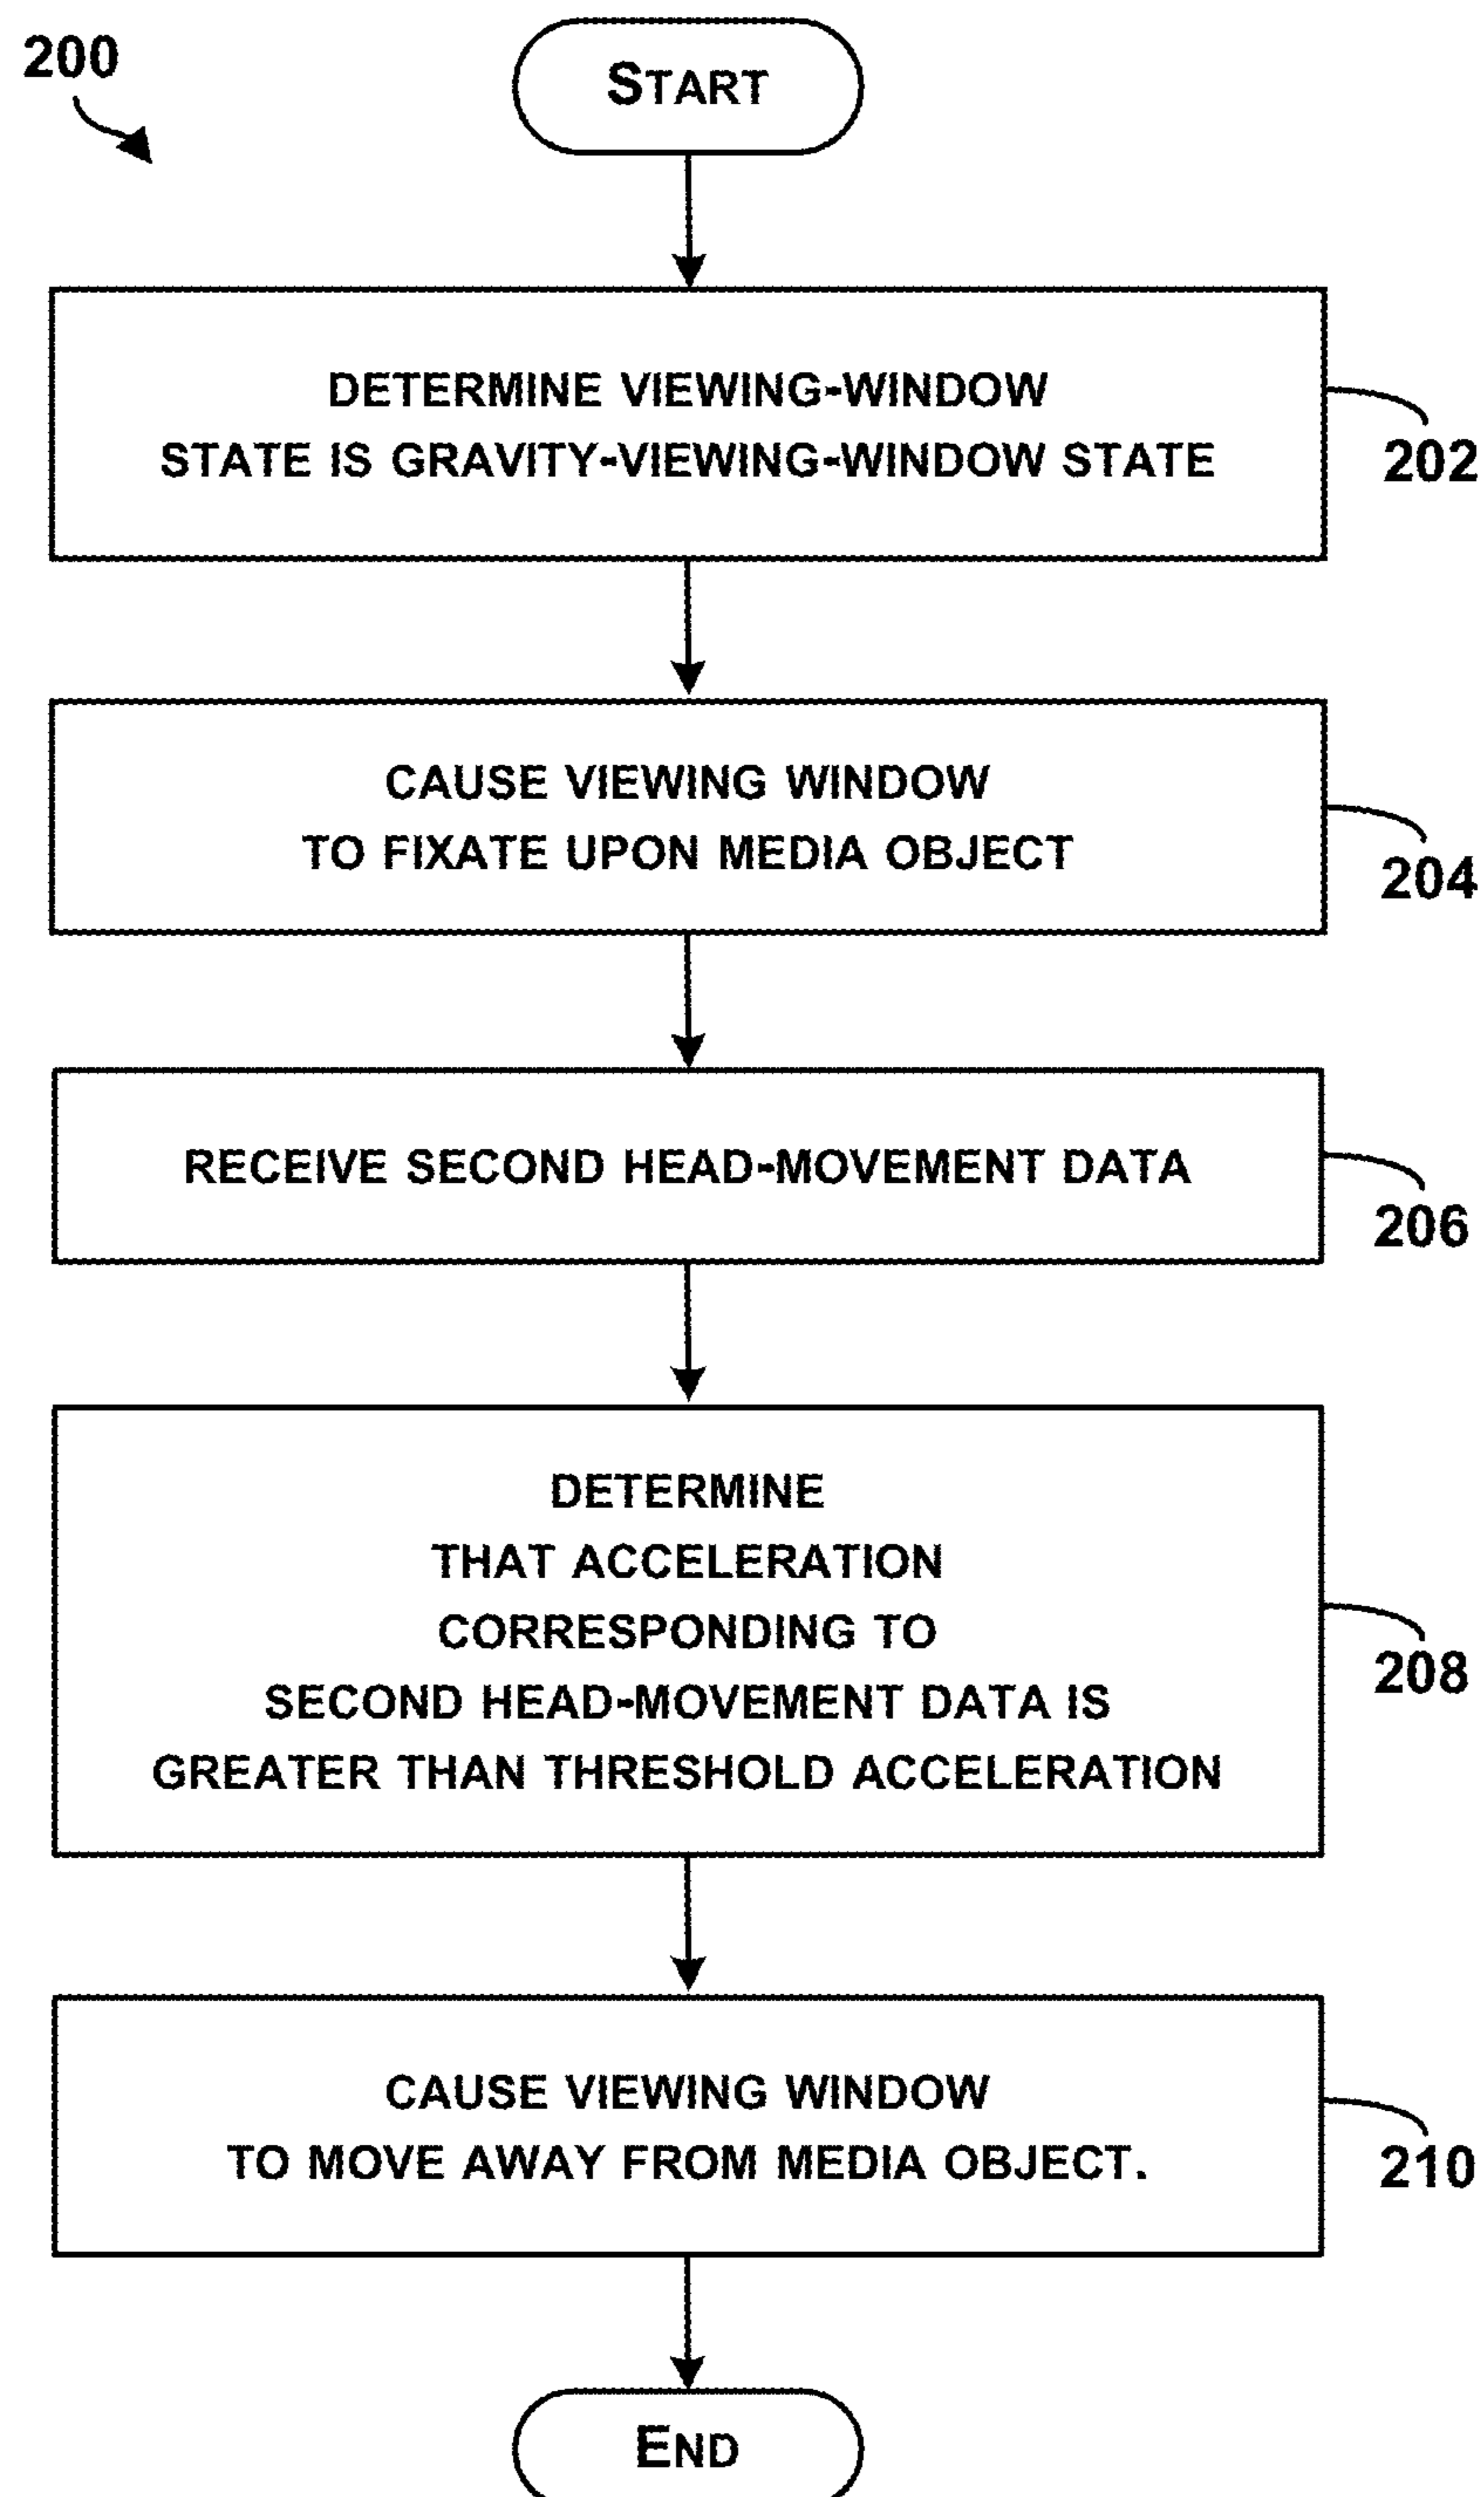 200
START
DETERMINE VIEWING-WINDOW
STATE IS GRAVITY-VIEWING-WINDOW STATE
202
CAUSE VIEWING WINDOW
TO FIXATE UPON MEDIA OBJECT
204
RECEIVE SECOND HEAD-MOVEMENT DATA
206
DETERMINE
THAT ACCELERATION
CORRESPONDING TO
SECOND HEAD-MOVEMENT DATA IS
GREATER THAN THRESHOLD ACCELERATION
208
CAUSE VIEWING WINDOW
TO MOVE AWAY FROM MEDIA OBJECT.
210
END